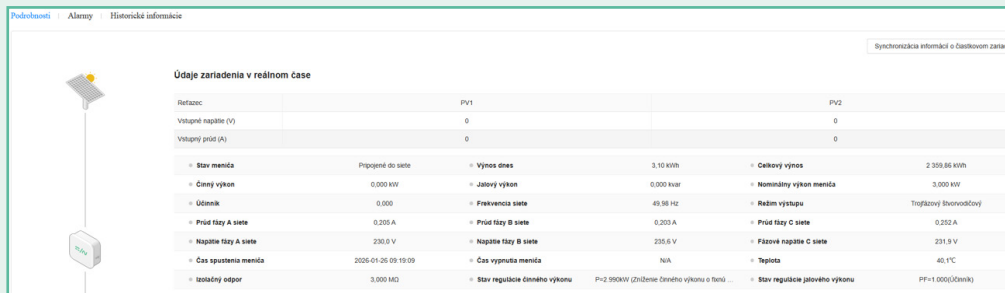 Podrobnosti | Alarmy | Historické informácie
Synchronizácia informácií o čiastkovom
Údaje zariadenia v reálnom čase
Reťazec PV1 PV2
Vstupné napätie (V) 0 0
Vstupný prúd (A) 0 0
Stav meniča Pripojené do siete Výnos dnes 3,10 kWh Celkový výnos 2 359,86 kWh
Činný výkon 0,000 kW Jalový výkon 0,000 kvar Nominálny výkon meniča 3,000 kW
Účinník 0,000 Frekvencia siete 49,98 Hz Režim výstupu Trojfázový štvorvodičový
Prúd fázy A siete 0,205 A Prúd fázy B siete 0,203 A Prúd fázy C siete 0,252 A
Napätie fázy A siete 230,0 V Napätie fázy B siete 235,6 V Fázové napätie C siete 231,9 V
Čas spustenia meniča 2026-01-26 09:19:09 Čas vypnutia meniča N/A Teplota 40,1℃
Izolačný odpor 3,000 MΩ Stav regulácie činného výkonu P=2.990kW (Zníženie činného výkonu o fixnú ... Stav regulácie jalového výkonu PF=1.000(Účinník)